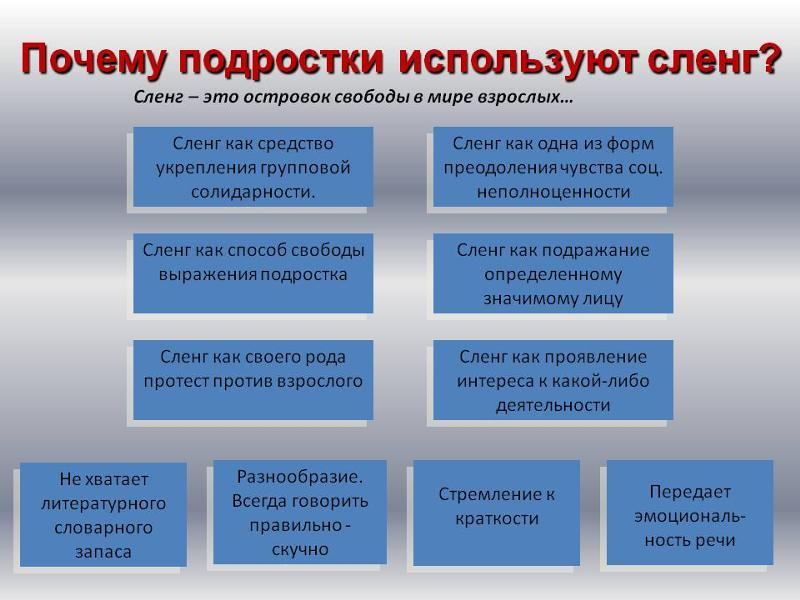 Почему подростки используют сленг?
Сленг – это островок свободы в мире взрослых…
Сленг как средство
укрепления групповой
солидарности.
Сленг как одна из форм
преодоления чувства соц.
неполноценности
Сленг как способ свободы
выражения подростка
Сленг как подражание
определенному
значимому лицу
Сленг как своего рода
протест против взрослого
Сленг как проявление
интереса к какой-либо
деятельности
Не хватает
литературного
словарного
запаса
Разнообразие.
Всегда говорить
правильно -
скучно
Стремление к
краткости
Передает
эмоциональ-
ность речи